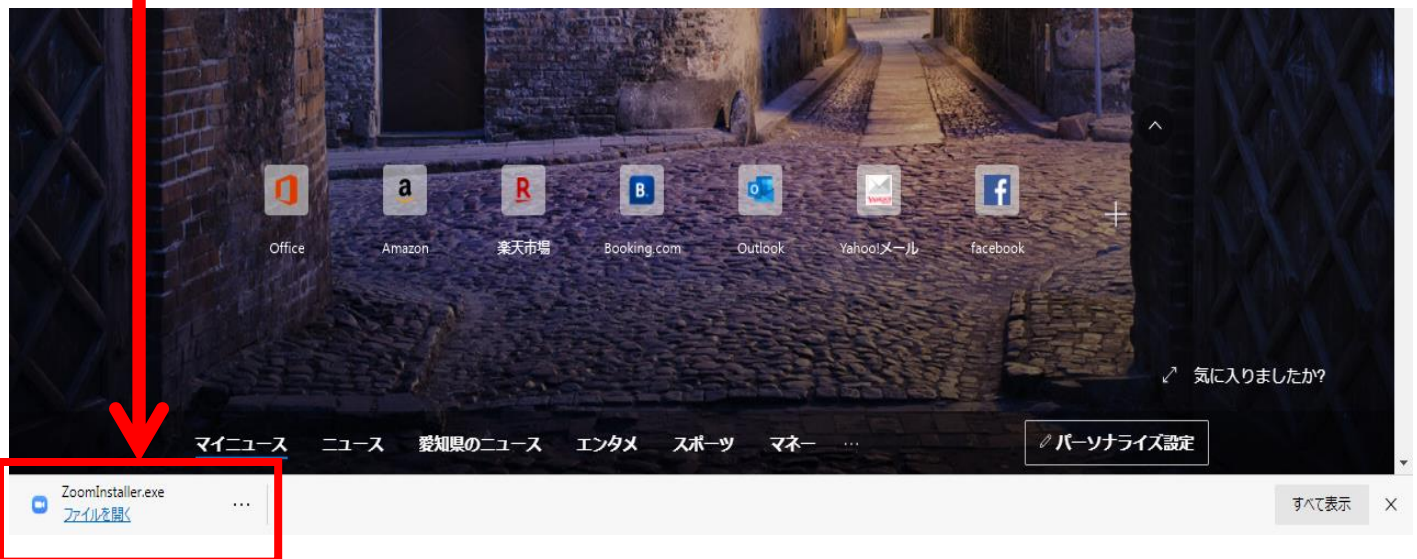 Office
Amazon
楽天市場
Booking.com
Outlook
Yahoo!メール
facebook
気に入りましたか?
マイニュース ニュース 愛知県のニュース エンタメ スポーツ マネー ...
パーソナライズ設定
ZoomInstaller.exe
ファイルを開く
...
すべて表示